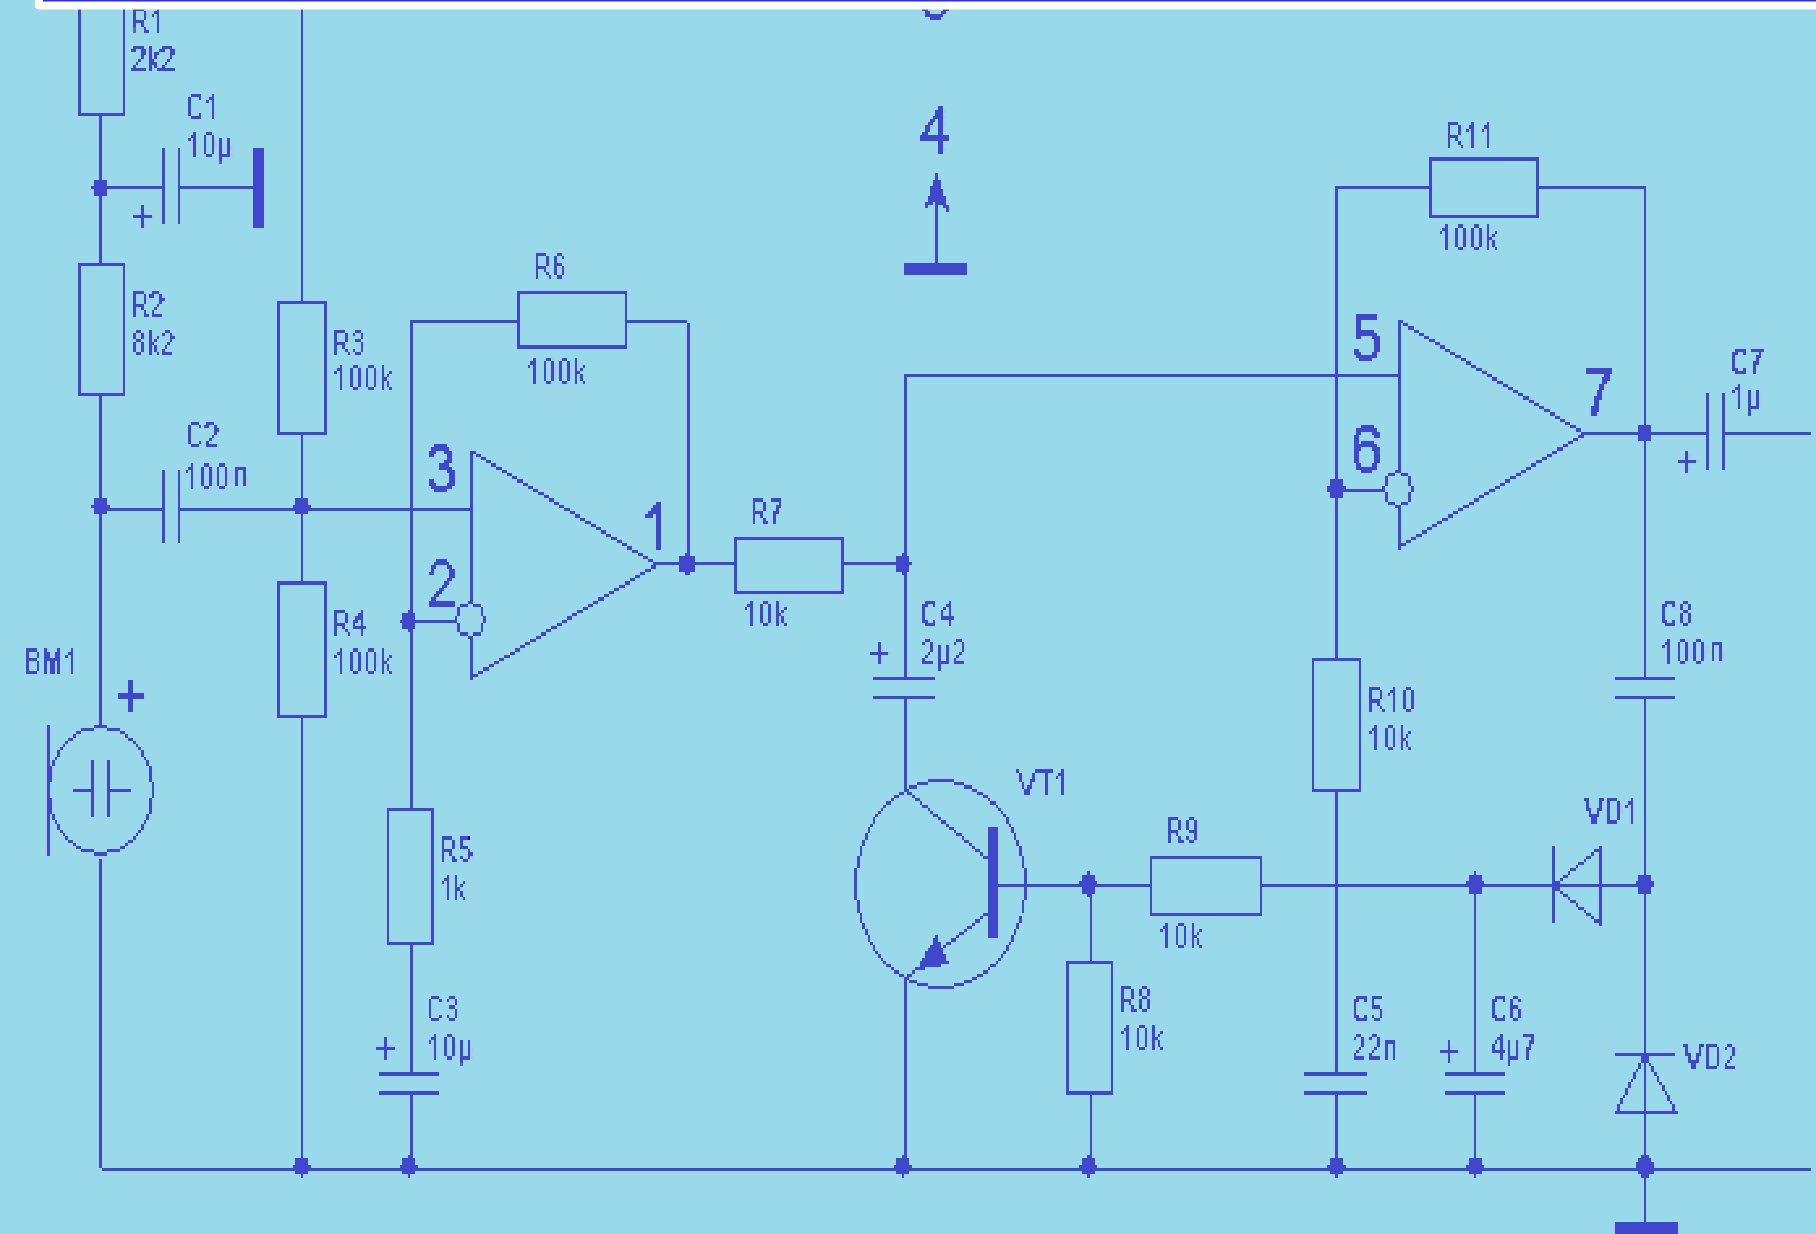 R1
2k2
C1
10µ
+
4
R11
100k
R2
8k2
R3
100k
R6
100k
5
6
7
C7
1µ
+
C2
100n
3
2
1
R7
10k
R4
100k
BM1
+
C4
2µ2
+
C8
100n
R10
10k
VT1
VD1
R9
10k
R5
1k
C3
10µ
+
R8
10k
C5
22n
C6
4µ7
+
VD2